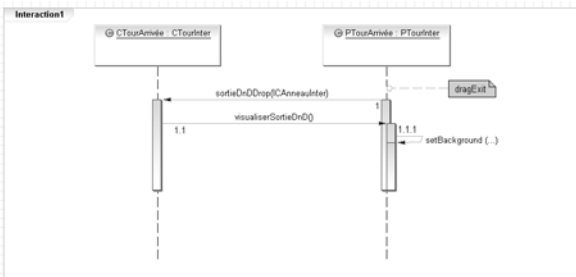 Interaction1
CTourArrivée : CTourInter
PTourArrivée : PTourInter
dragExit
sortieDnDDrop(ICAnneauInter)
1
visualiserSortieDnD()
1.1
1.1.1
setBackground (...)